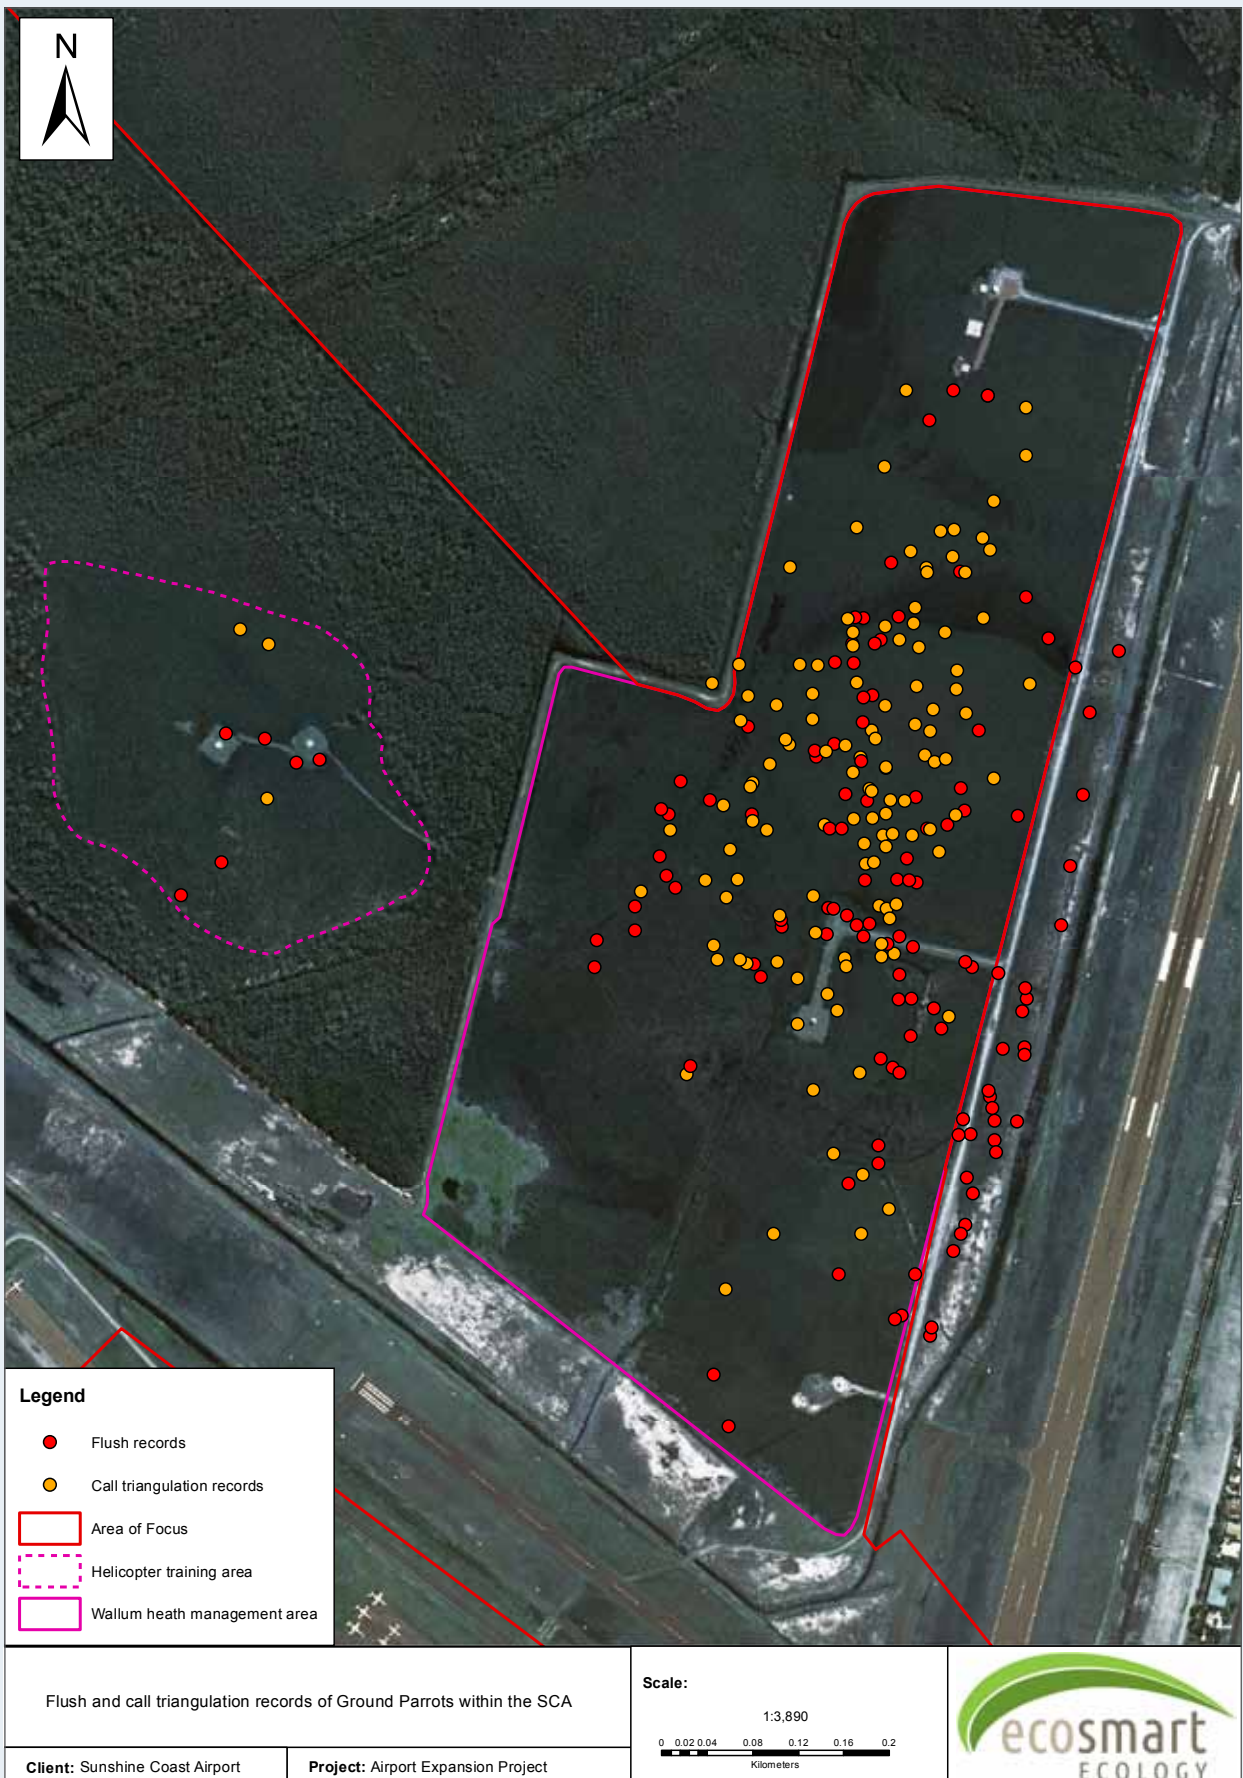 N
Legend
Flush records
Call triangulation records
Area of Focus
Helicopter training area
Wallum heath management area
Flush and call triangulation records of Ground Parrots within the SCA
Client: Sunshine Coast Airport
Project: Airport Expansion Project
Scale:
1:3,890
0 0.02 0.04 0.08 0.12 0.16 0.2
Kilometers
ecosmart
ECOLOGY